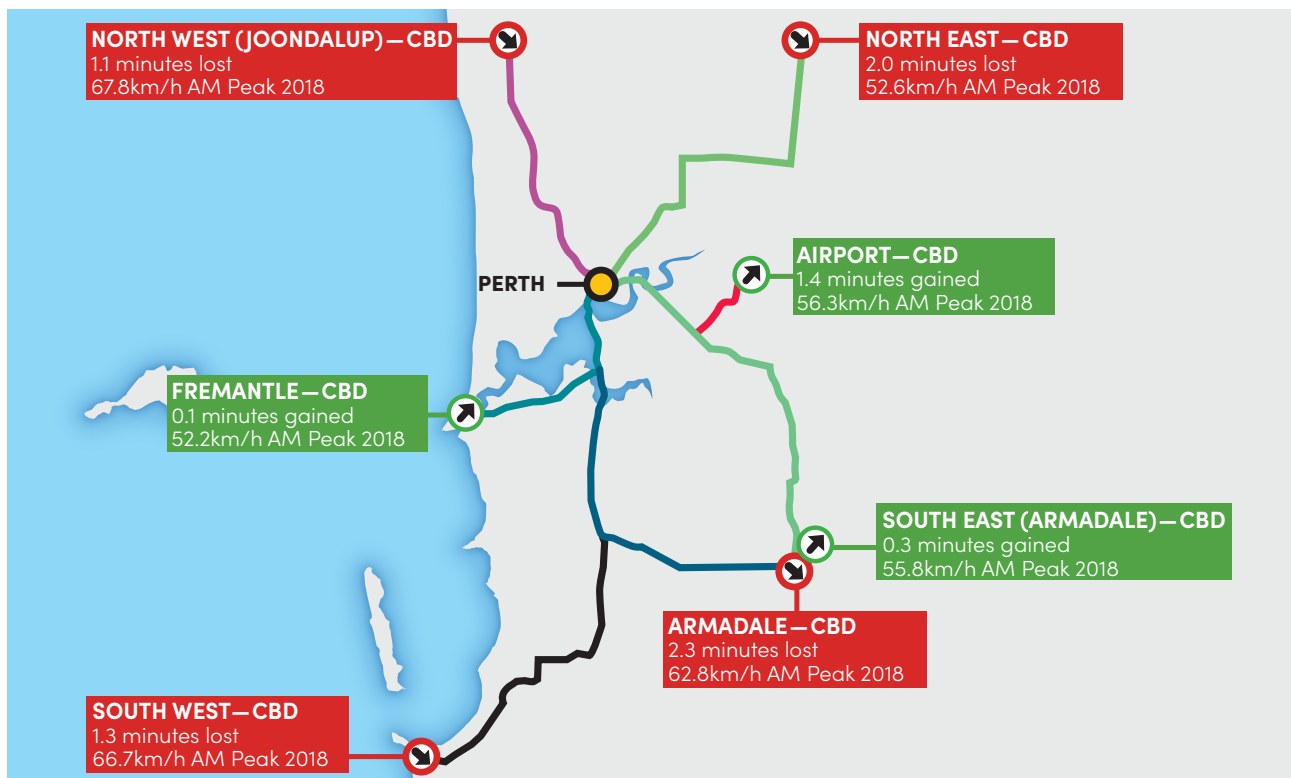 NORTH WEST (JOONDALUP)—CBD
1.1 minutes lost
67.8km/h AM Peak 2018
NORTH EAST—CBD
2.0 minutes lost
52.6km/h AM Peak 2018
AIRPORT—CBD
1.4 minutes gained
56.3km/h AM Peak 2018
PERTH
FREMANTLE—CBD
0.1 minutes gained
52.2km/h AM Peak 2018
SOUTH EAST (ARMADALE)—CBD
0.3 minutes gained
55.8km/h AM Peak 2018
ARMADALE—CBD
2.3 minutes lost
62.8km/h AM Peak 2018
SOUTH WEST—CBD
1.3 minutes lost
66.7km/h AM Peak 2018